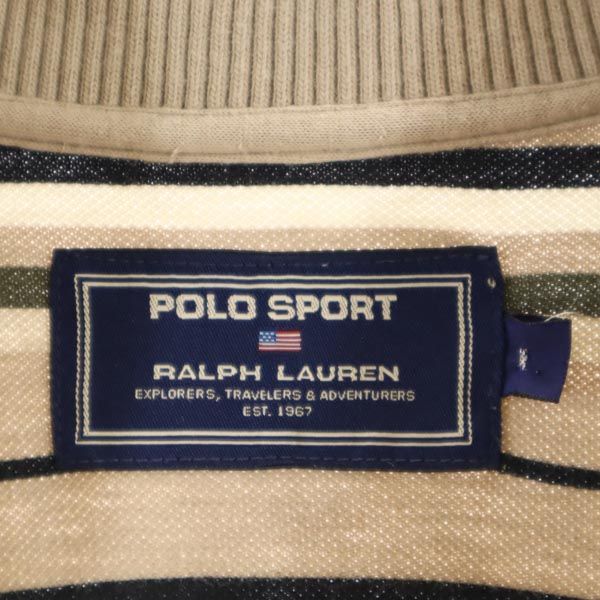 POLO SPORT
RALPH LAUREN
EXPLORERS, TRAVELERS & ADVENTURERS
EST. 1967